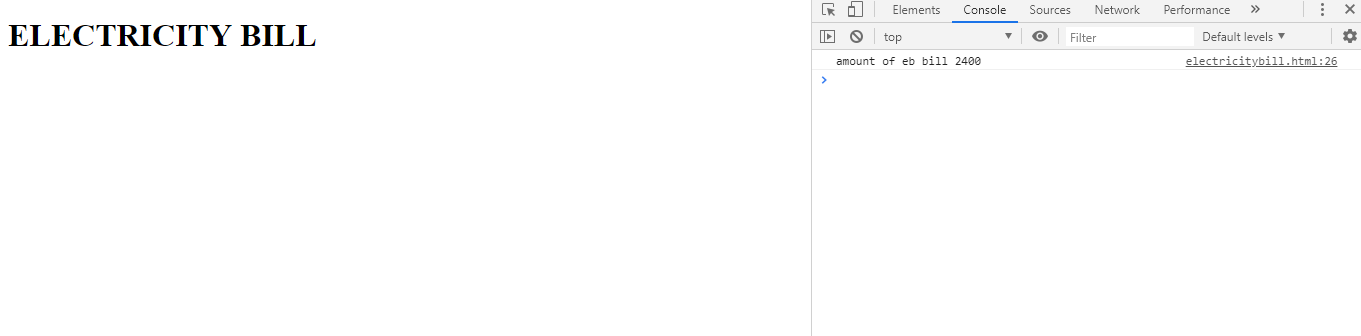 ELECTRICITY BILL
Elements Console Sources Network Performance »
top Filter Default levels
amount of eb bill 2400 electricitybill.html:26